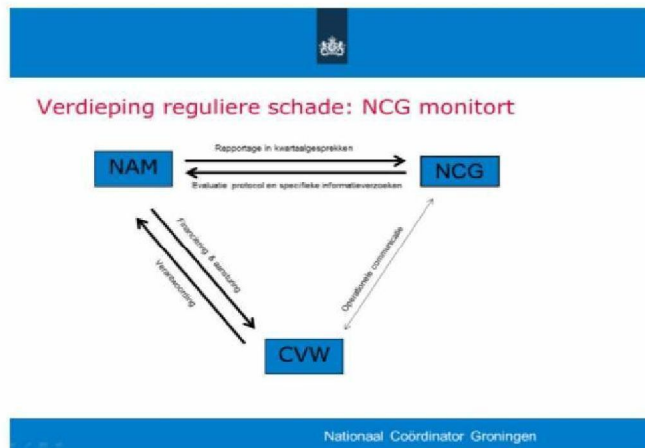 Verdieping reguliere schade: NCG monitort
Rapportage in kwartaalgesprekken
NAM
NCG
Evaluatie protocol en specifieke informatieverzoeken
Financiering & aansturing
Verantwoording
Operationele communicatie
CVW
Nationaal Coördinator Groningen